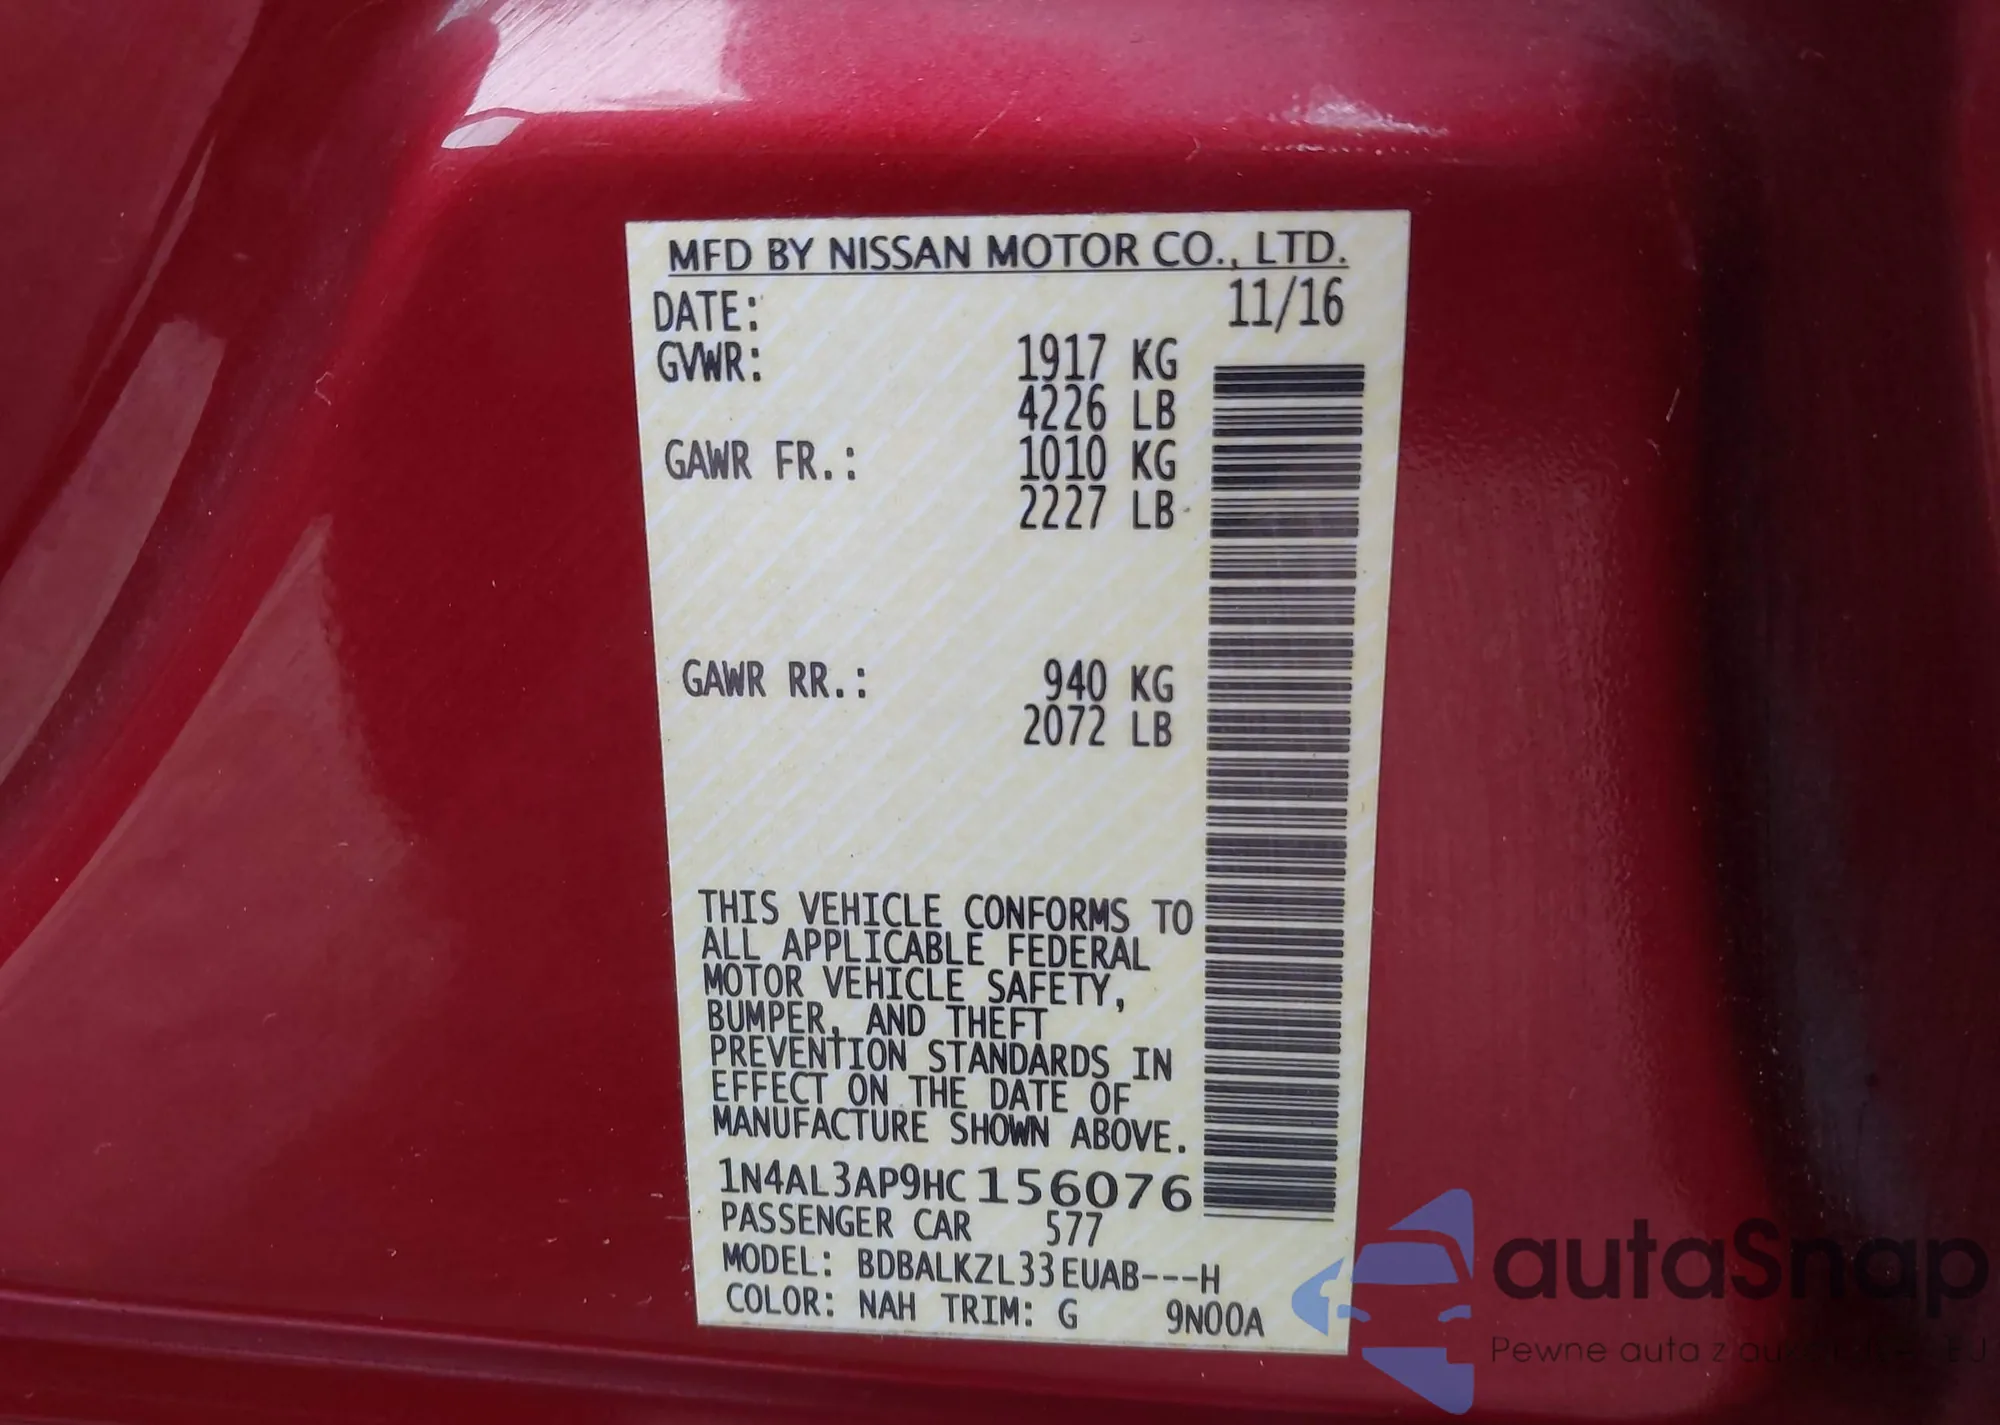 MFD BY NISSAN MOTOR CO., LTD.
DATE: 11/16
GVWR: 1917 KG
4226 LB
GAWR FR.: 1010 KG
2227 LB
GAWR RR.: 940 KG
2072 LB
THIS VEHICLE CONFORMS TO
ALL APPLICABLE FEDERAL
MOTOR VEHICLE SAFETY,
BUMPER, AND THEFT
PREVENTION STANDARDS IN
EFFECT ON THE DATE OF
MANUFACTURE SHOWN ABOVE.
1N4AL3AP9HC156076
PASSENGER CAR 577
MODEL: BDBALKZL33EUAB---H
COLOR: NAH TRIM: G 9N00A
autaSnap
Pewne auta z